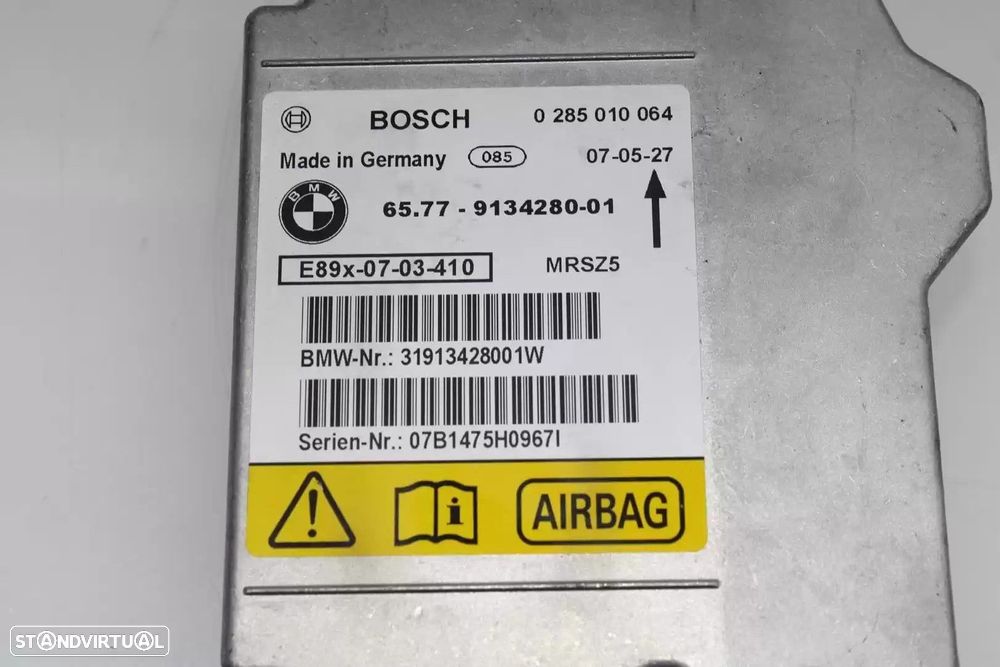 BOSCH 0 285 010 064
Made in Germany 085 07-05-27
BMW
65.77 - 9134280-01
E89x-07-03-410 MRSZ5
BMW-Nr.: 31913428001W
Serien-Nr.: 07B1475H0967I
i AIRBAG
STANDVIRTUAL